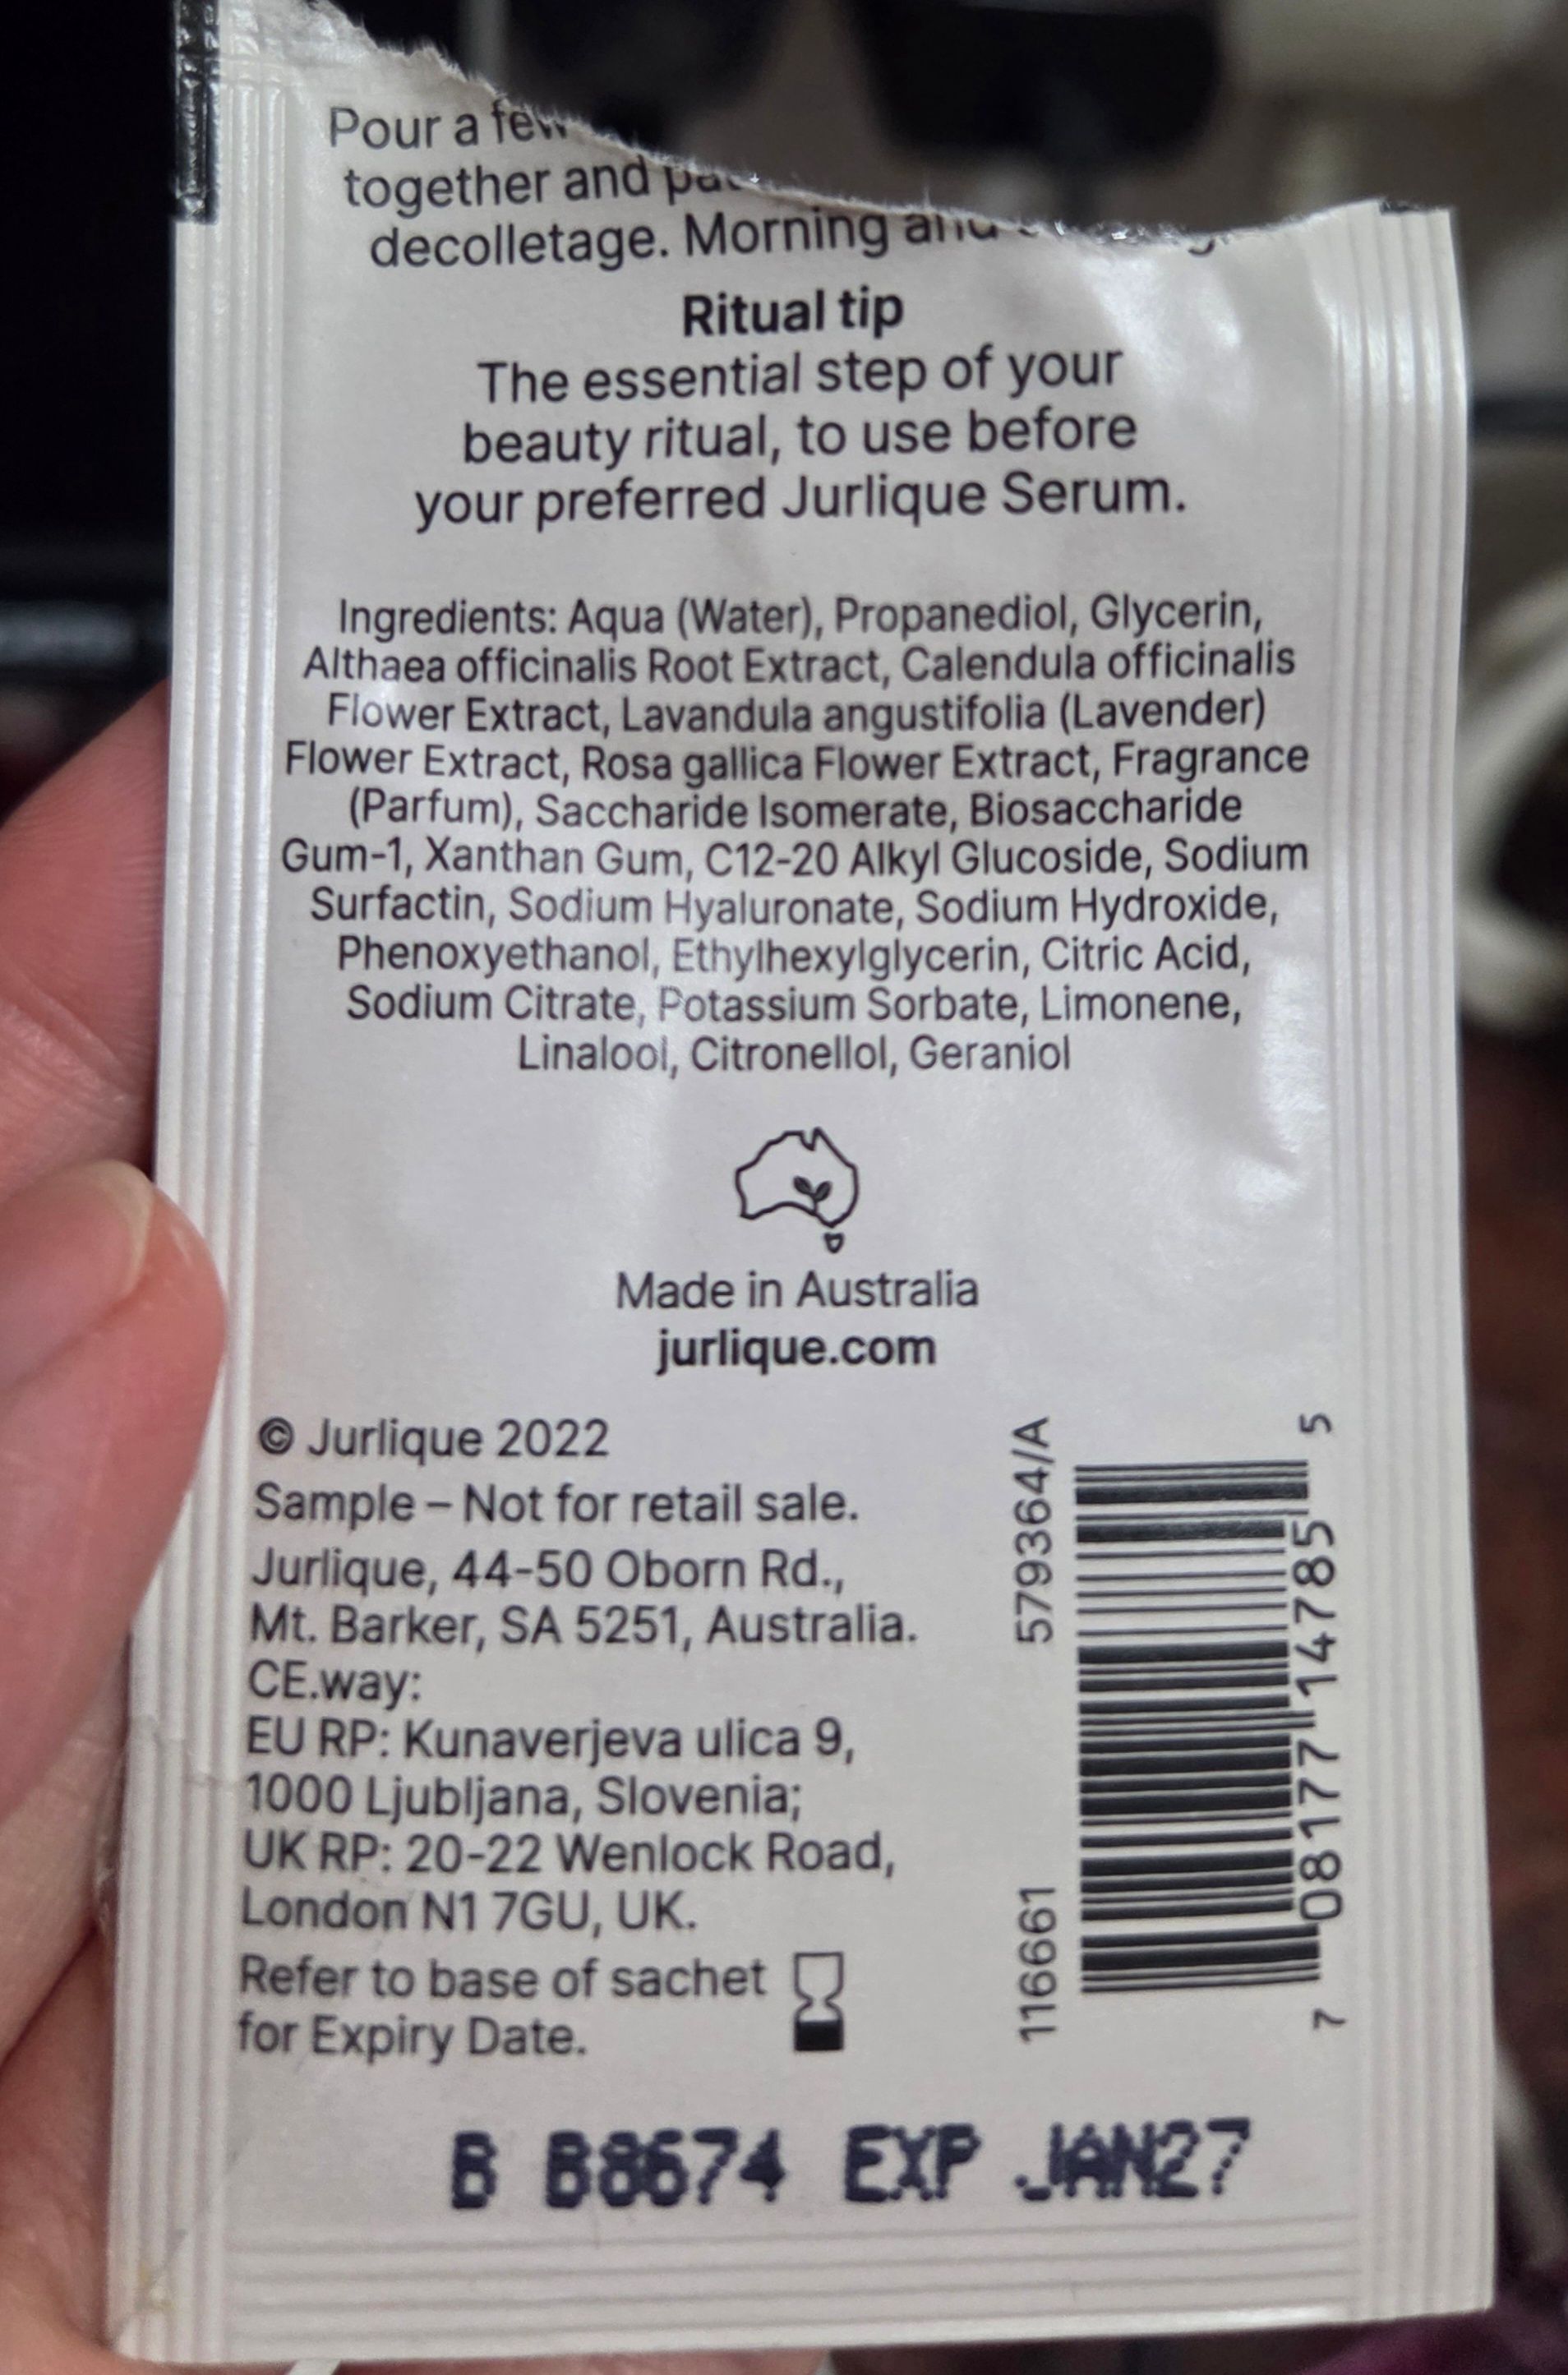 Pour a few
together and
decolletage. Morning and
Ritual tip
The essential step of your
beauty ritual, to use before
your preferred Jurlique Serum.
Ingredients: Aqua (Water), Propanediol, Glycerin,
Althaea officinalis Root Extract, Calendula officinalis
Flower Extract, Lavandula angustifolia (Lavender)
Flower Extract, Rosa gallica Flower Extract, Fragrance
(Parfum), Saccharide Isomerate, Biosaccharide
Gum-1, Xanthan Gum, C12-20 Alkyl Glucoside, Sodium
Surfactin, Sodium Hyaluronate, Sodium Hydroxide,
Phenoxyethanol, Ethylhexylglycerin, Citric Acid,
Sodium Citrate, Potassium Sorbate, Limonene,
Linalool, Citronellol, Geraniol
Made in Australia
jurlique.com
© Jurlique 2022
Sample – Not for retail sale.
Jurlique, 44-50 Oborn Rd.,
Mt. Barker, SA 5251, Australia.
CE.way:
EU RP: Kunaverjeva ulica 9,
1000 Ljubljana, Slovenia;
UK RP: 20-22 Wenlock Road,
London N1 7GU, UK.
Refer to base of sachet
for Expiry Date.
116661
579364/A
7 08177 14785 5
B B8674 EXP JAN27